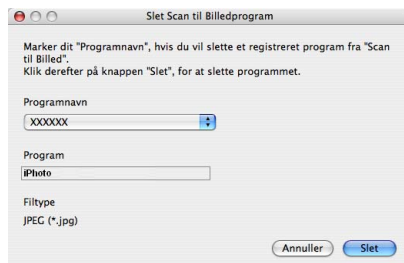 Slet Scan til Billedprogram
Marker dit "Programnavn", hvis du vil slette et registreret program fra "Scan
til Billed".
Klik derefter på knappen "Slet", for at slette programmet.
Programnavn
XXXXXX
Program
iPhoto
Filtype
JPEG (*.jpg)
Annuller
Slet